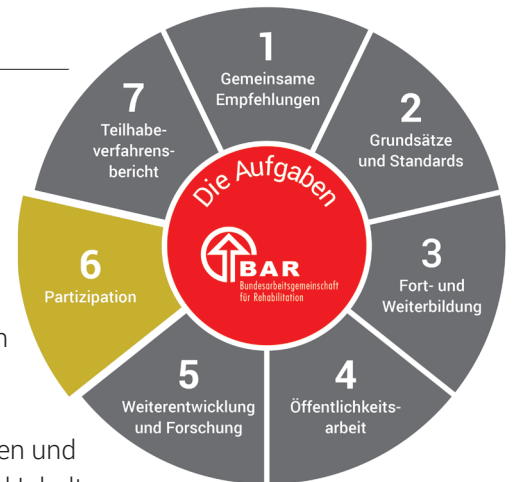 1
Gemeinsame
Empfehlungen
2
Grundsätze
und Standards
3
Fort- und
Weiterbildung
4
Öffentlichkeits-
arbeit
5
Weiterentwicklung
und Forschung
6
Partizipation
7
Teilhabe-
verfahrens-
bericht
Die Aufgaben
BAR
Bundesarbeitsgemeinschaft
für Rehabilitation
en und